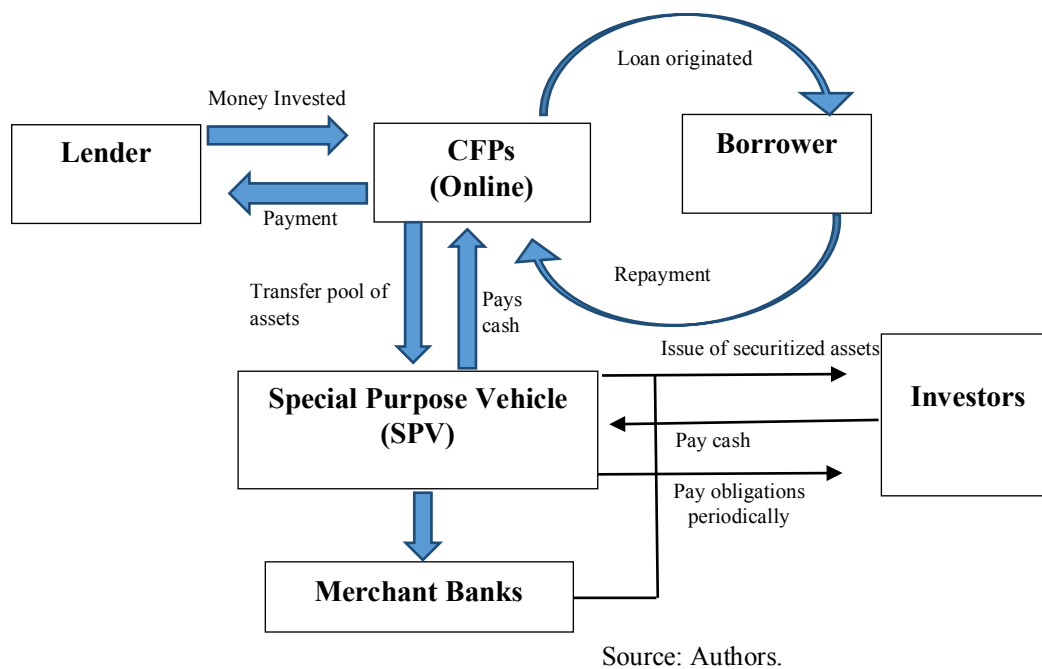 Loan originated
Money Invested
Lender
CFPs
(Online)
Borrower
Payment
Repayment
Transfer pool of
assets
Pays
cash
Issue of securitized assets
Special Purpose Vehicle
(SPV)
Investors
Pay cash
Pay obligations
periodically
Merchant Banks
Source: Authors.